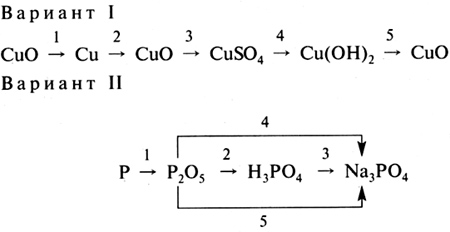 Вариант I
1 2 3 4 5
CuO → Cu → CuO → CuSO₄ → Cu(OH)₂ → CuO
Вариант II
4
1 2 3
P → P₂O₅ → H₃PO₄ → Na₃PO₄
5